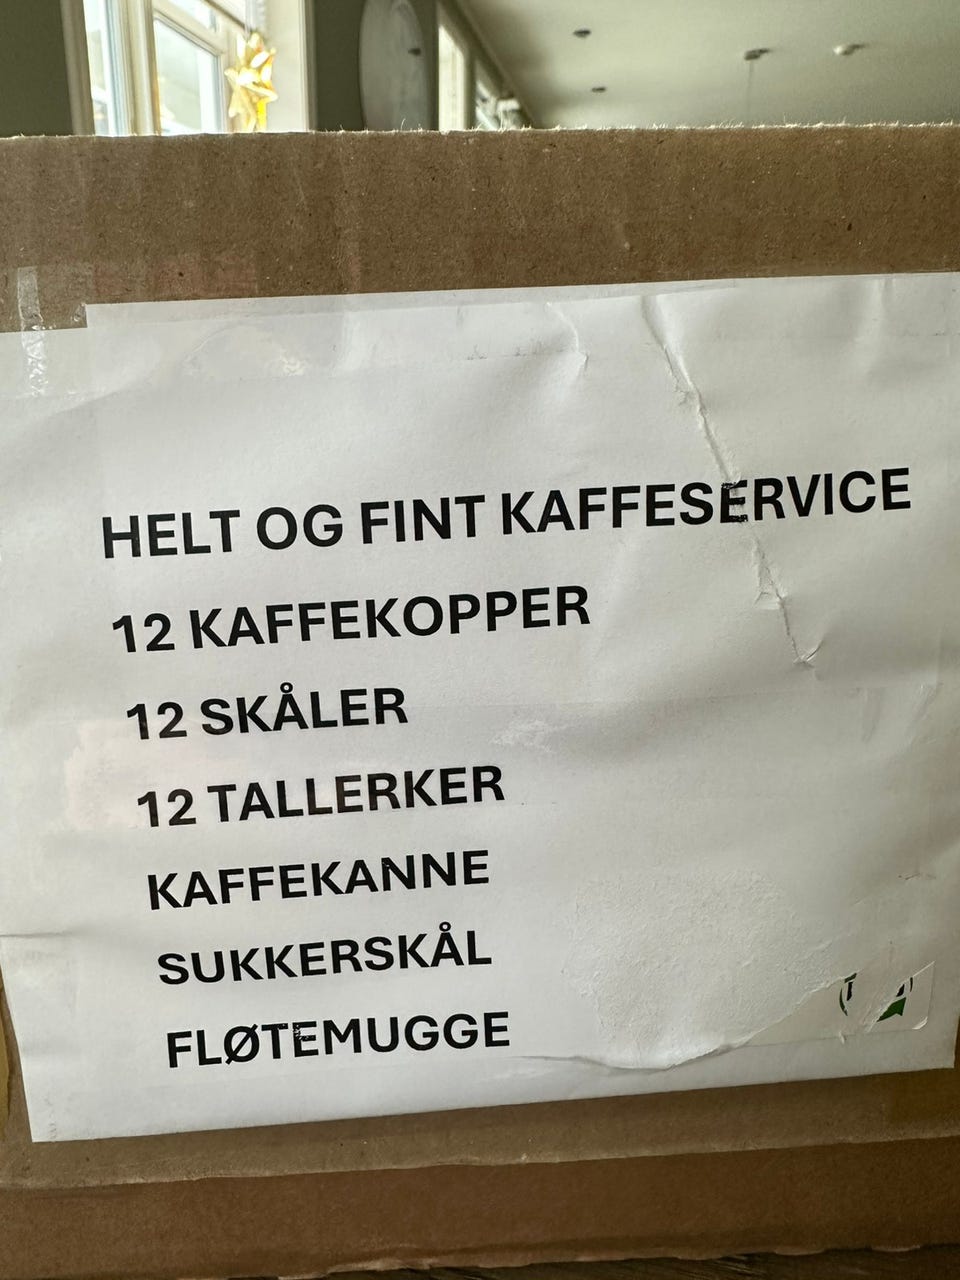 HELT OG FINT KAFFESERVICE
12 KAFFEKOPPER
12 SKÅLER
12 TALLERKER
KAFFEKANNE
SUKKERSKÅL
FLØTEMUGGE